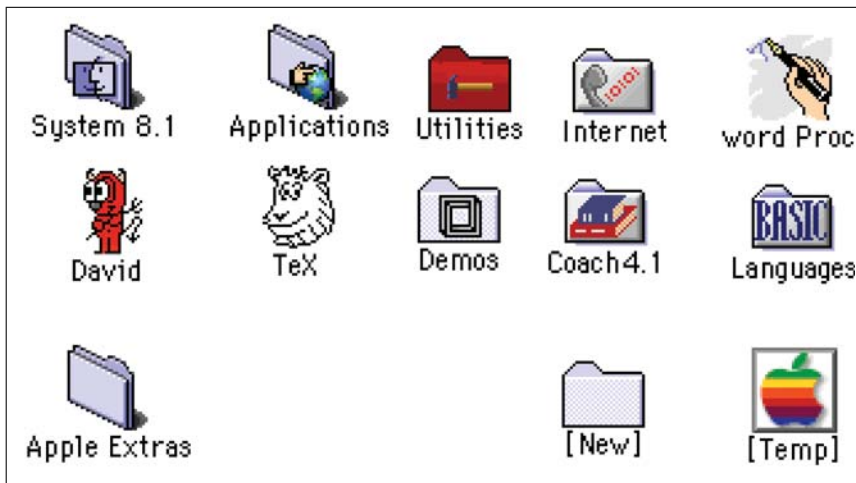 System 8.1 Applications Utilities Internet word Proc
David TeX Demos Coach4.1 BASIC Languages
Apple Extras [New] [Temp]